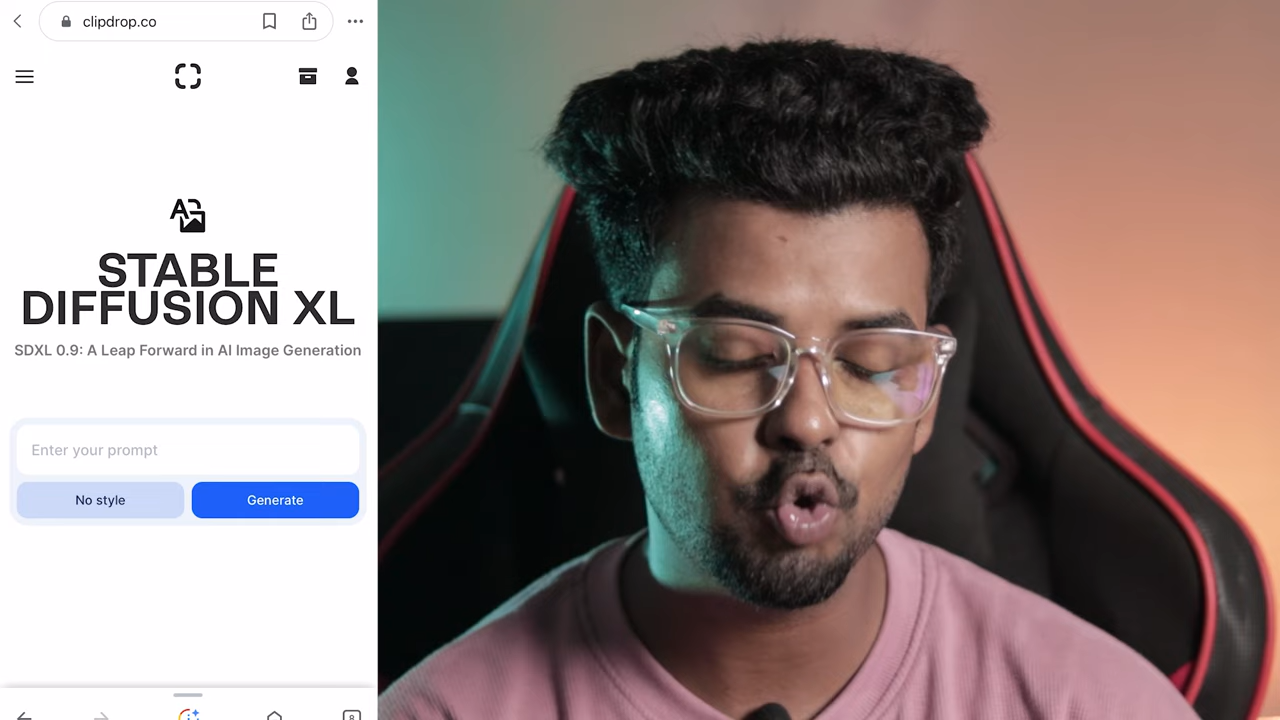 clipdrop.co
STABLE
DIFFUSION XL
SDXL 0.9: A Leap Forward in AI Image Generation
Enter your prompt
No style
Generate